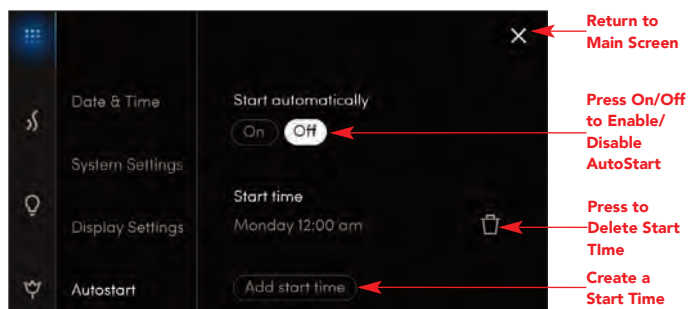 Return to
Main Screen
Date & Time
System Settings
Display Settings
Autostart
Start automatically
On Off
Start time
Monday 12:00 am
Add start time
Press On/Off
to Enable/
Disable
AutoStart
Press to
Delete Start
TIme
Create a
Start Time